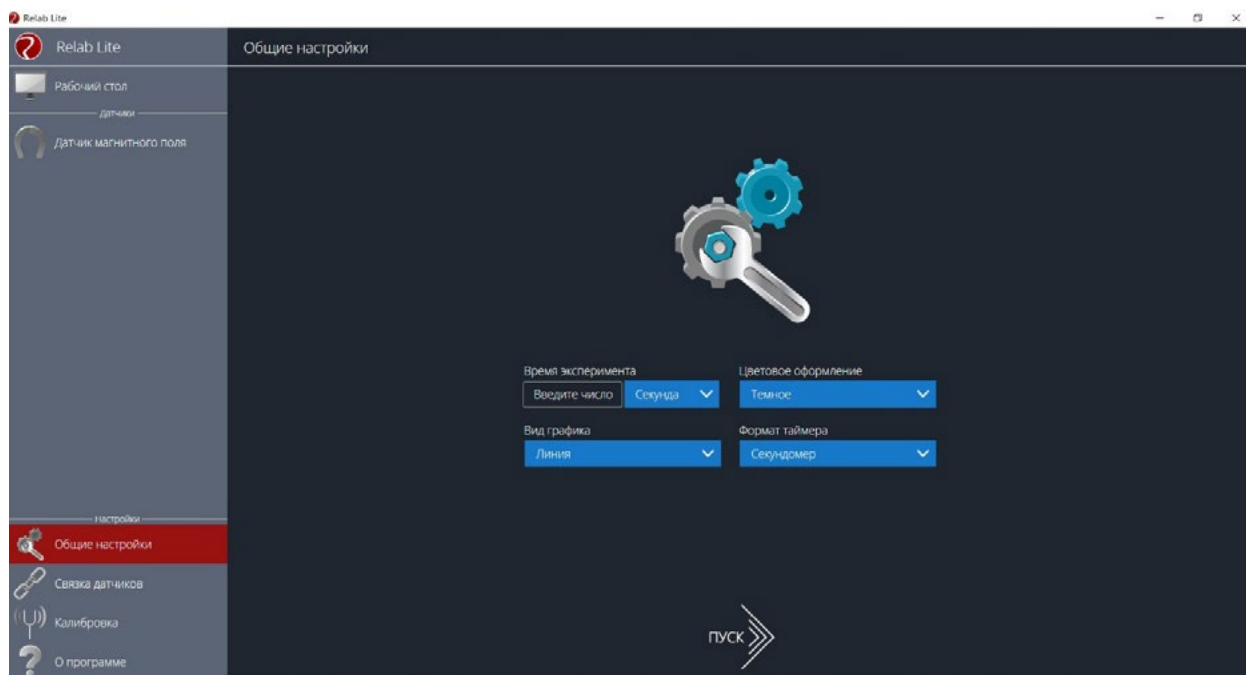 Relab Lite
Relab Lite
Общие настройки
Рабочий стол
Датчики
Датчик магнитного поля
Время эксперимента
Цветовое оформление
Введите число
Секунда
Темное
Вид графика
Формат таймера
Линия
Секундомер
Настройки
Общие настройки
Связка датчиков
Калибровка
ПУСК
О программе